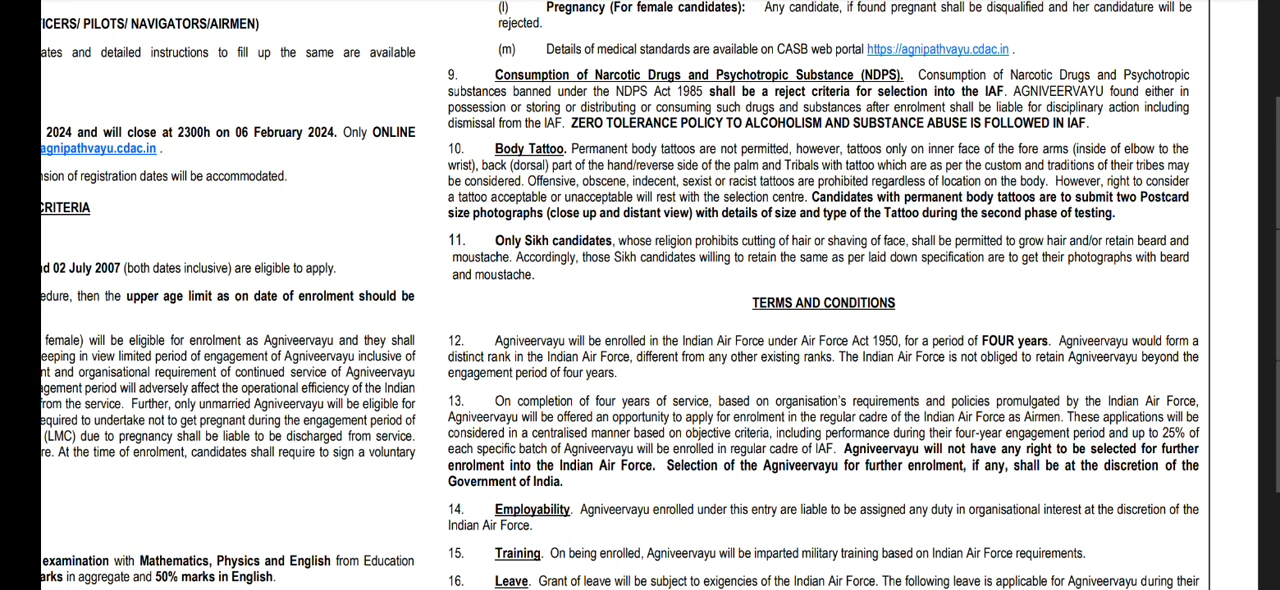 ICERS/ PILOTS/ NAVIGATORS/AIRMEN)
ates and detailed instructions to fill up the same are available
2024 and will close at 2300h on 06 February 2024. Only ONLINE
agnipathvayu.cdac.in .
nsion of registration dates will be accommodated.
CRITERIA
nd 02 July 2007 (both dates inclusive) are eligible to apply.
edure, then the upper age limit as on date of enrolment should be
female) will be eligible for enrolment as Agniveervayu and they shall
eeping in view limited period of engagement of Agniveervayu inclusive of
nt and organisational requirement of continued service of Agniveervayu
gagement period will adversely affect the operational efficiency of the Indian
from the service. Further, only unmarried Agniveervayu will be eligible for
equired to undertake not to get pregnant during the engagement period of
(LMC) due to pregnancy shall be liable to be discharged from service.
re. At the time of enrolment, candidates shall require to sign a voluntary
examination with Mathematics, Physics and English from Education
arks in aggregate and 50% marks in English.
(l) Pregnancy (For female candidates): Any candidate, if found pregnant shall be disqualified and her candidature will be
rejected.
(m) Details of medical standards are available on CASB web portal https://agnipathvayu.cdac.in .
9. Consumption of Narcotic Drugs and Psychotropic Substance (NDPS). Consumption of Narcotic Drugs and Psychotropic
substances banned under the NDPS Act 1985 shall be a reject criteria for selection into the IAF. AGNIVEERVAYU found either in
possession or storing or distributing or consuming such drugs and substances after enrolment shall be liable for disciplinary action including
dismissal from the IAF. ZERO TOLERANCE POLICY TO ALCOHOLISM AND SUBSTANCE ABUSE IS FOLLOWED IN IAF.
10. Body Tattoo. Permanent body tattoos are not permitted, however, tattoos only on inner face of the fore arms (inside of elbow to the
wrist), back (dorsal) part of the hand/reverse side of the palm and Tribals with tattoo which are as per the custom and traditions of their tribes may
be considered. Offensive, obscene, indecent, sexist or racist tattoos are prohibited regardless of location on the body. However, right to consider
a tattoo acceptable or unacceptable will rest with the selection centre. Candidates with permanent body tattoos are to submit two Postcard
size photographs (close up and distant view) with details of size and type of the Tattoo during the second phase of testing.
11. Only Sikh candidates, whose religion prohibits cutting of hair or shaving of face, shall be permitted to grow hair and/or retain beard and
moustache. Accordingly, those Sikh candidates willing to retain the same as per laid down specification are to get their photographs with beard
and moustache.
TERMS AND CONDITIONS
12. Agniveervayu will be enrolled in the Indian Air Force under Air Force Act 1950, for a period of FOUR years. Agniveervayu would form a
distinct rank in the Indian Air Force, different from any other existing ranks. The Indian Air Force is not obliged to retain Agniveervayu beyond the
engagement period of four years.
13. On completion of four years of service, based on organisation's requirements and policies promulgated by the Indian Air Force,
Agniveervayu will be offered an opportunity to apply for enrolment in the regular cadre of the Indian Air Force as Airmen. These applications will be
considered in a centralised manner based on objective criteria, including performance during their four-year engagement period and up to 25% of
each specific batch of Agniveervayu will be enrolled in regular cadre of IAF. Agniveervayu will not have any right to be selected for further
enrolment into the Indian Air Force. Selection of the Agniveervayu for further enrolment, if any, shall be at the discretion of the
Government of India.
14. Employability. Agniveervayu enrolled under this entry are liable to be assigned any duty in organisational interest at the discretion of the
Indian Air Force.
15. Training. On being enrolled, Agniveervayu will be imparted military training based on Indian Air Force requirements.
16. Leave. Grant of leave will be subject to exigencies of the Indian Air Force. The following leave is applicable for Agniveervayu during their